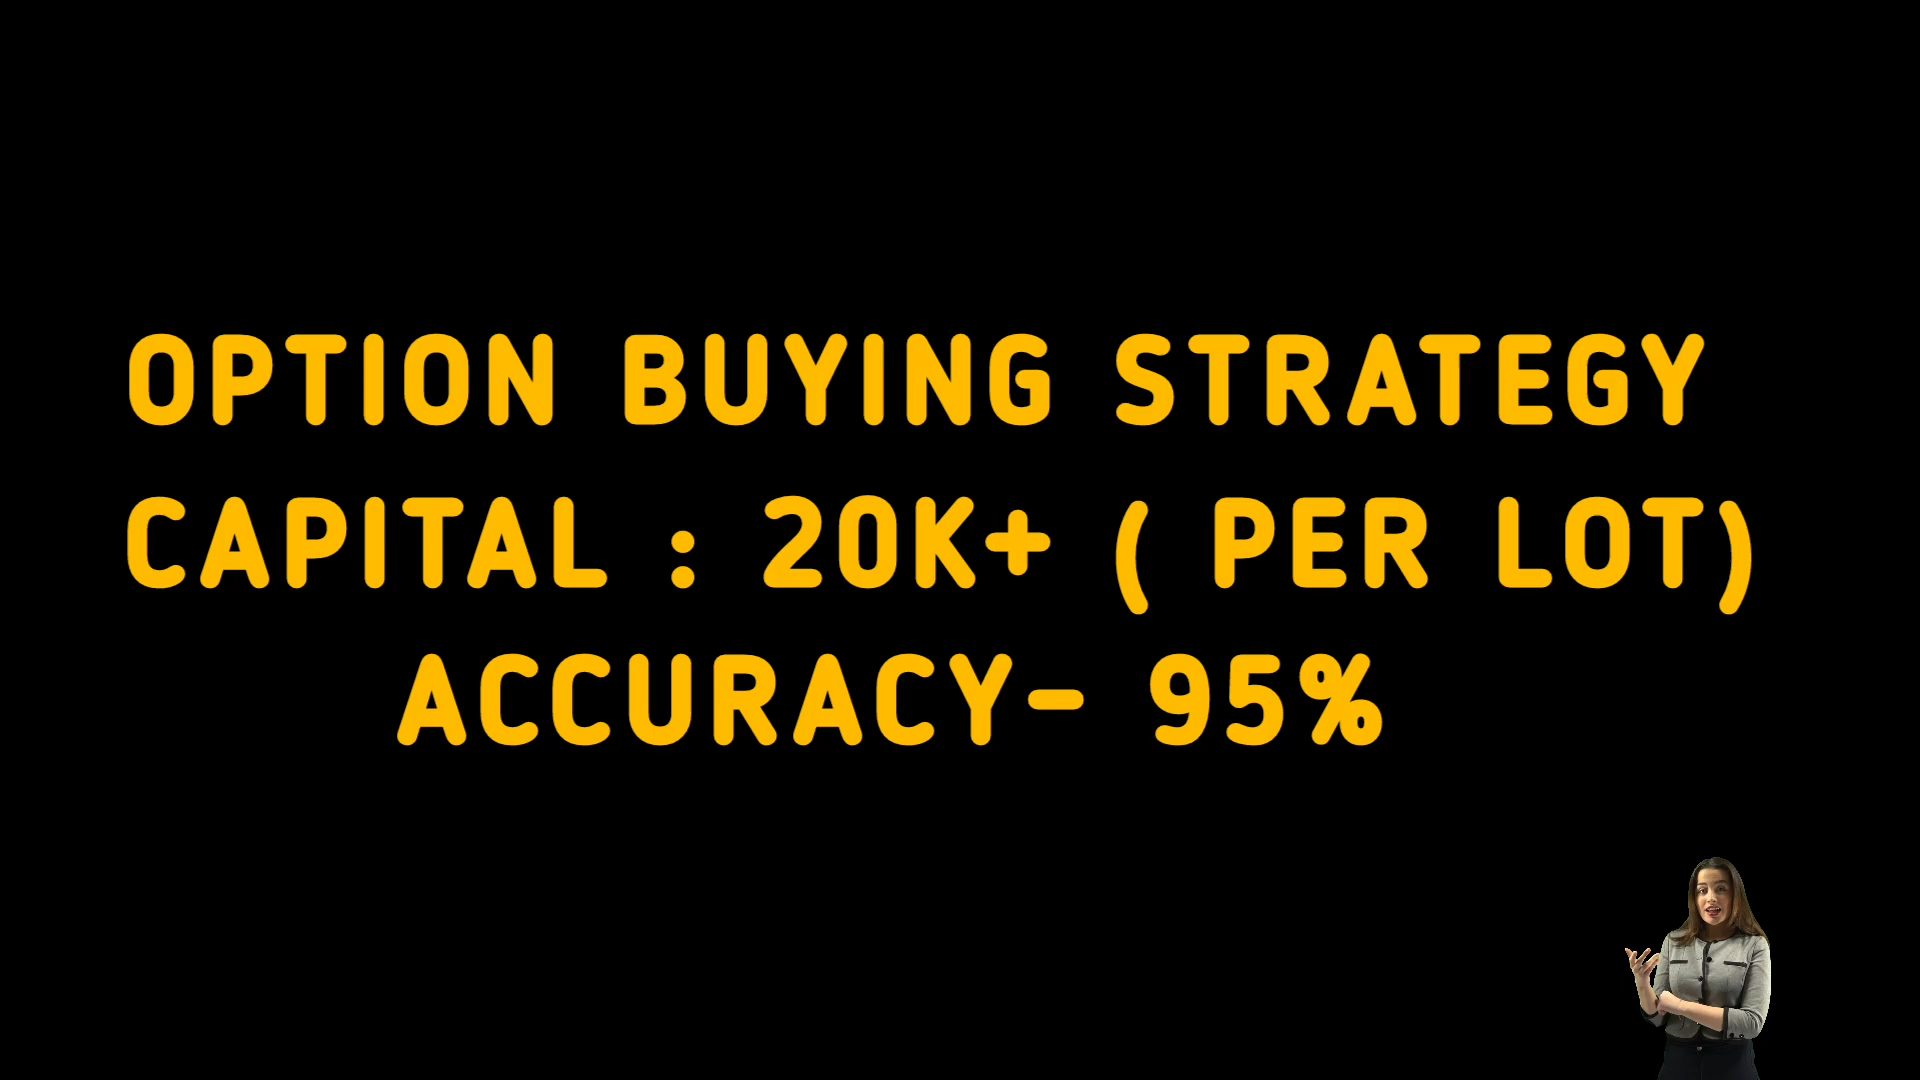 OPTION BUYING STRATEGY
CAPITAL : 20K+ ( PER LOT)
ACCURACY- 95%